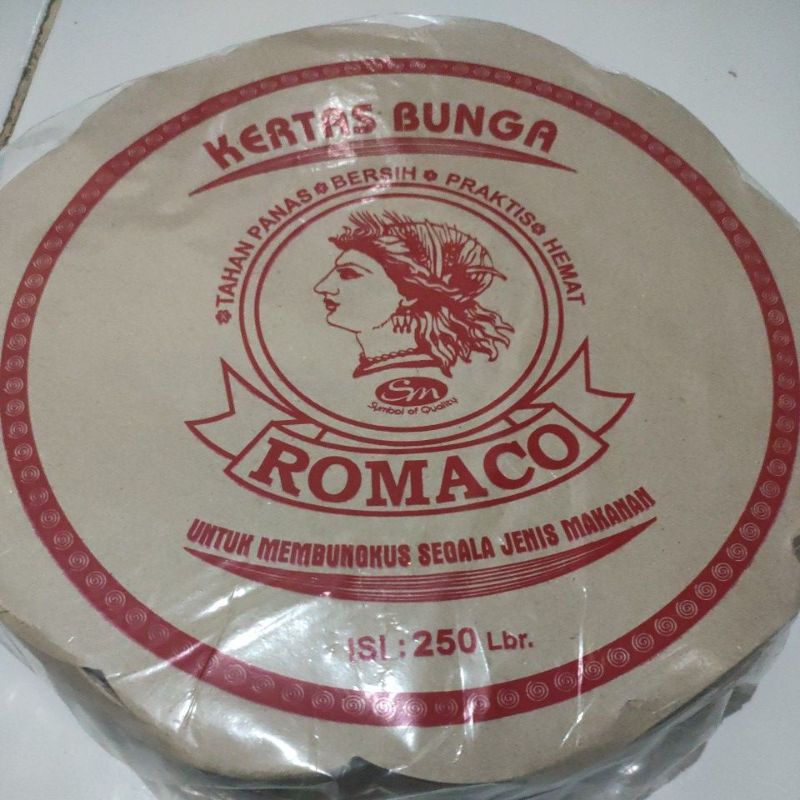 KERTAS BUNGA
TAHAN PANAS BERSIH PRAKTIS HEMAT
Sm
Symbol of Quality
ROMACO
UNTUK MEMBUNGKUS SEGALA JENIS MAKANAN
ISI : 250 Lbr.